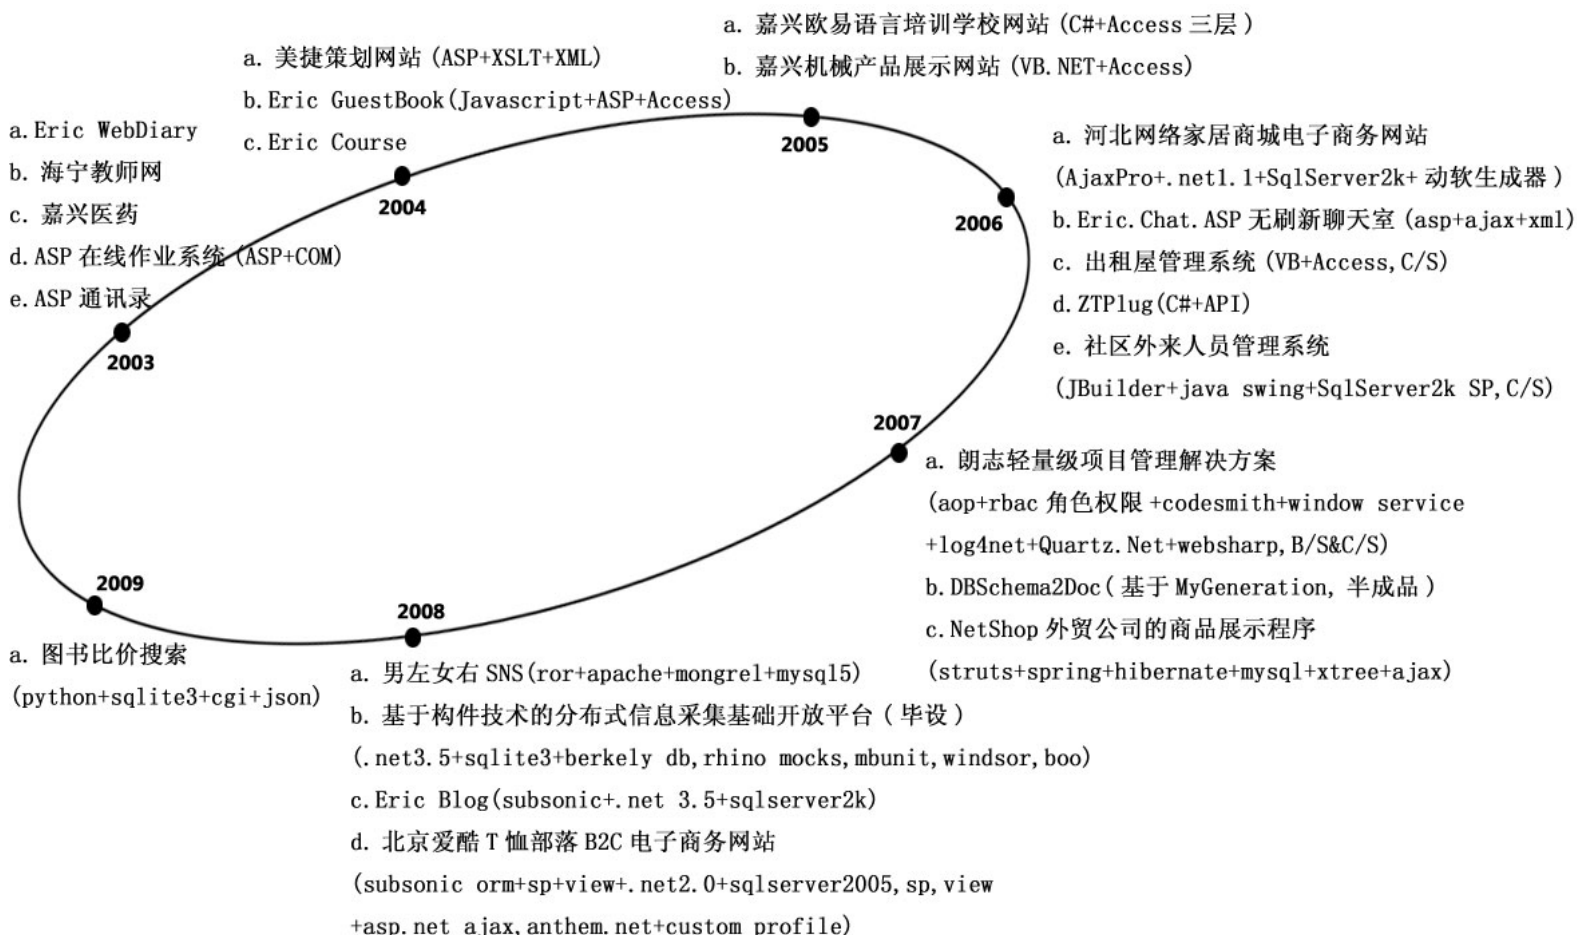 a. 嘉兴欧易语言培训学校网站 (C#+Access 三层 )
b. 嘉兴机械产品展示网站 (VB.NET+Access)
2005
a. 美捷策划网站 (ASP+XSLT+XML)
b.Eric GuestBook(Javascript+ASP+Access)
c.Eric Course
2004
a.Eric WebDiary
b. 海宁教师网
c. 嘉兴医药
d.ASP 在线作业系统 (ASP+COM)
e.ASP 通讯录
2003
a. 河北网络家居商城电子商务网站
(AjaxPro+.net1.1+SqlServer2k+ 动软生成器 )
b.Eric.Chat.ASP 无刷新聊天室 (asp+ajax+xml)
c. 出租屋管理系统 (VB+Access,C/S)
d.ZTPlug(C#+API)
e. 社区外来人员管理系统
(JBuilder+java swing+SqlServer2k SP,C/S)
2006
2007
a. 朗志轻量级项目管理解决方案
(aop+rbac 角色权限 +codesmith+window service
+log4net+Quartz.Net+websharp,B/S&C/S)
b.DBSchema2Doc( 基于 MyGeneration, 半成品 )
c.NetShop 外贸公司的商品展示程序
(struts+spring+hibernate+mysql+xtree+ajax)
2008
a. 男左女右 SNS(ror+apache+mongrel+mysql5)
b. 基于构件技术的分布式信息采集基础开放平台 ( 毕设 )
(.net3.5+sqlite3+berkely db,rhino mocks,mbunit,windsor,boo)
c.Eric Blog(subsonic+.net 3.5+sqlserver2k)
d. 北京爱酷 T 恤部落 B2C 电子商务网站
(subsonic orm+sp+view+.net2.0+sqlserver2005,sp,view
+asp.net ajax,anthem.net+custom profile)
2009
a. 图书比价搜索
(python+sqlite3+cgi+json)